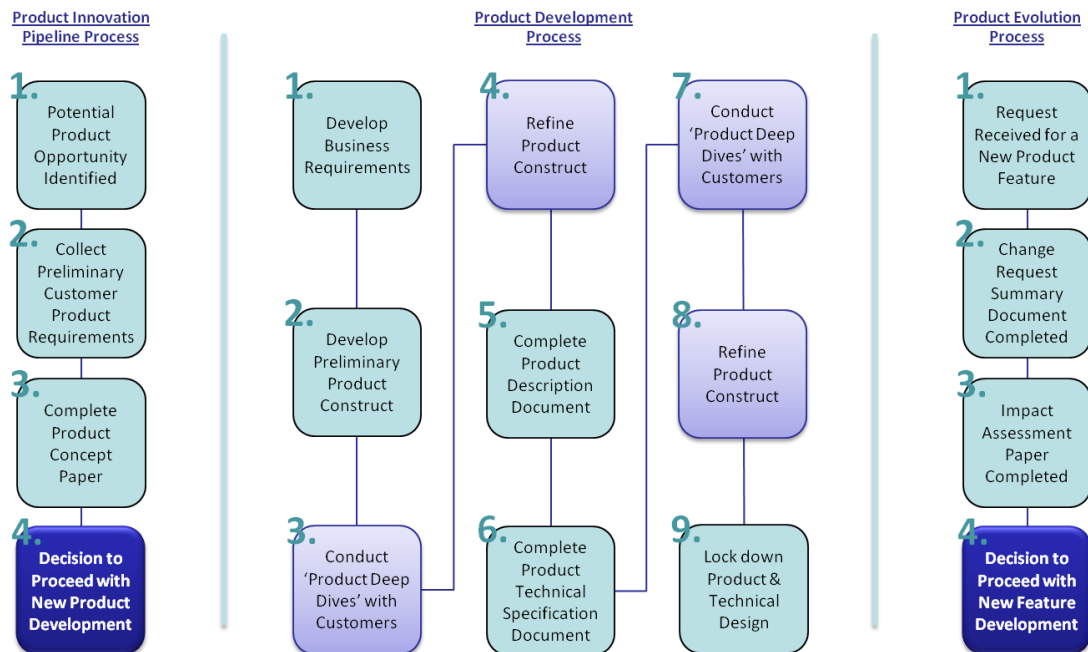 Product Innovation
Pipeline Process
1.
Potential
Product
Opportunity
Identified
2.
Collect
Preliminary
Customer
Product
Requirements
3.
Complete
Product
Concept
Paper
4.
Decision to
Proceed with
New Product
Development
Product Development
Process
1.
Develop
Business
Requirements
2.
Develop
Preliminary
Product
Construct
3.
Conduct
‘Product Deep
Dives’ with
Customers
4.
Refine
Product
Construct
5.
Complete
Product
Description
Document
6.
Complete
Product
Technical
Specification
Document
7.
Conduct
‘Product Deep
Dives’ with
Customers
8.
Refine
Product
Construct
9.
Lock down
Product &
Technical
Design
Product Evolution
Process
1.
Request
Received for a
New Product
Feature
2.
Change
Request
Summary
Document
Completed
3.
Impact
Assessment
Paper
Completed
4.
Decision to
Proceed with
New Feature
Development